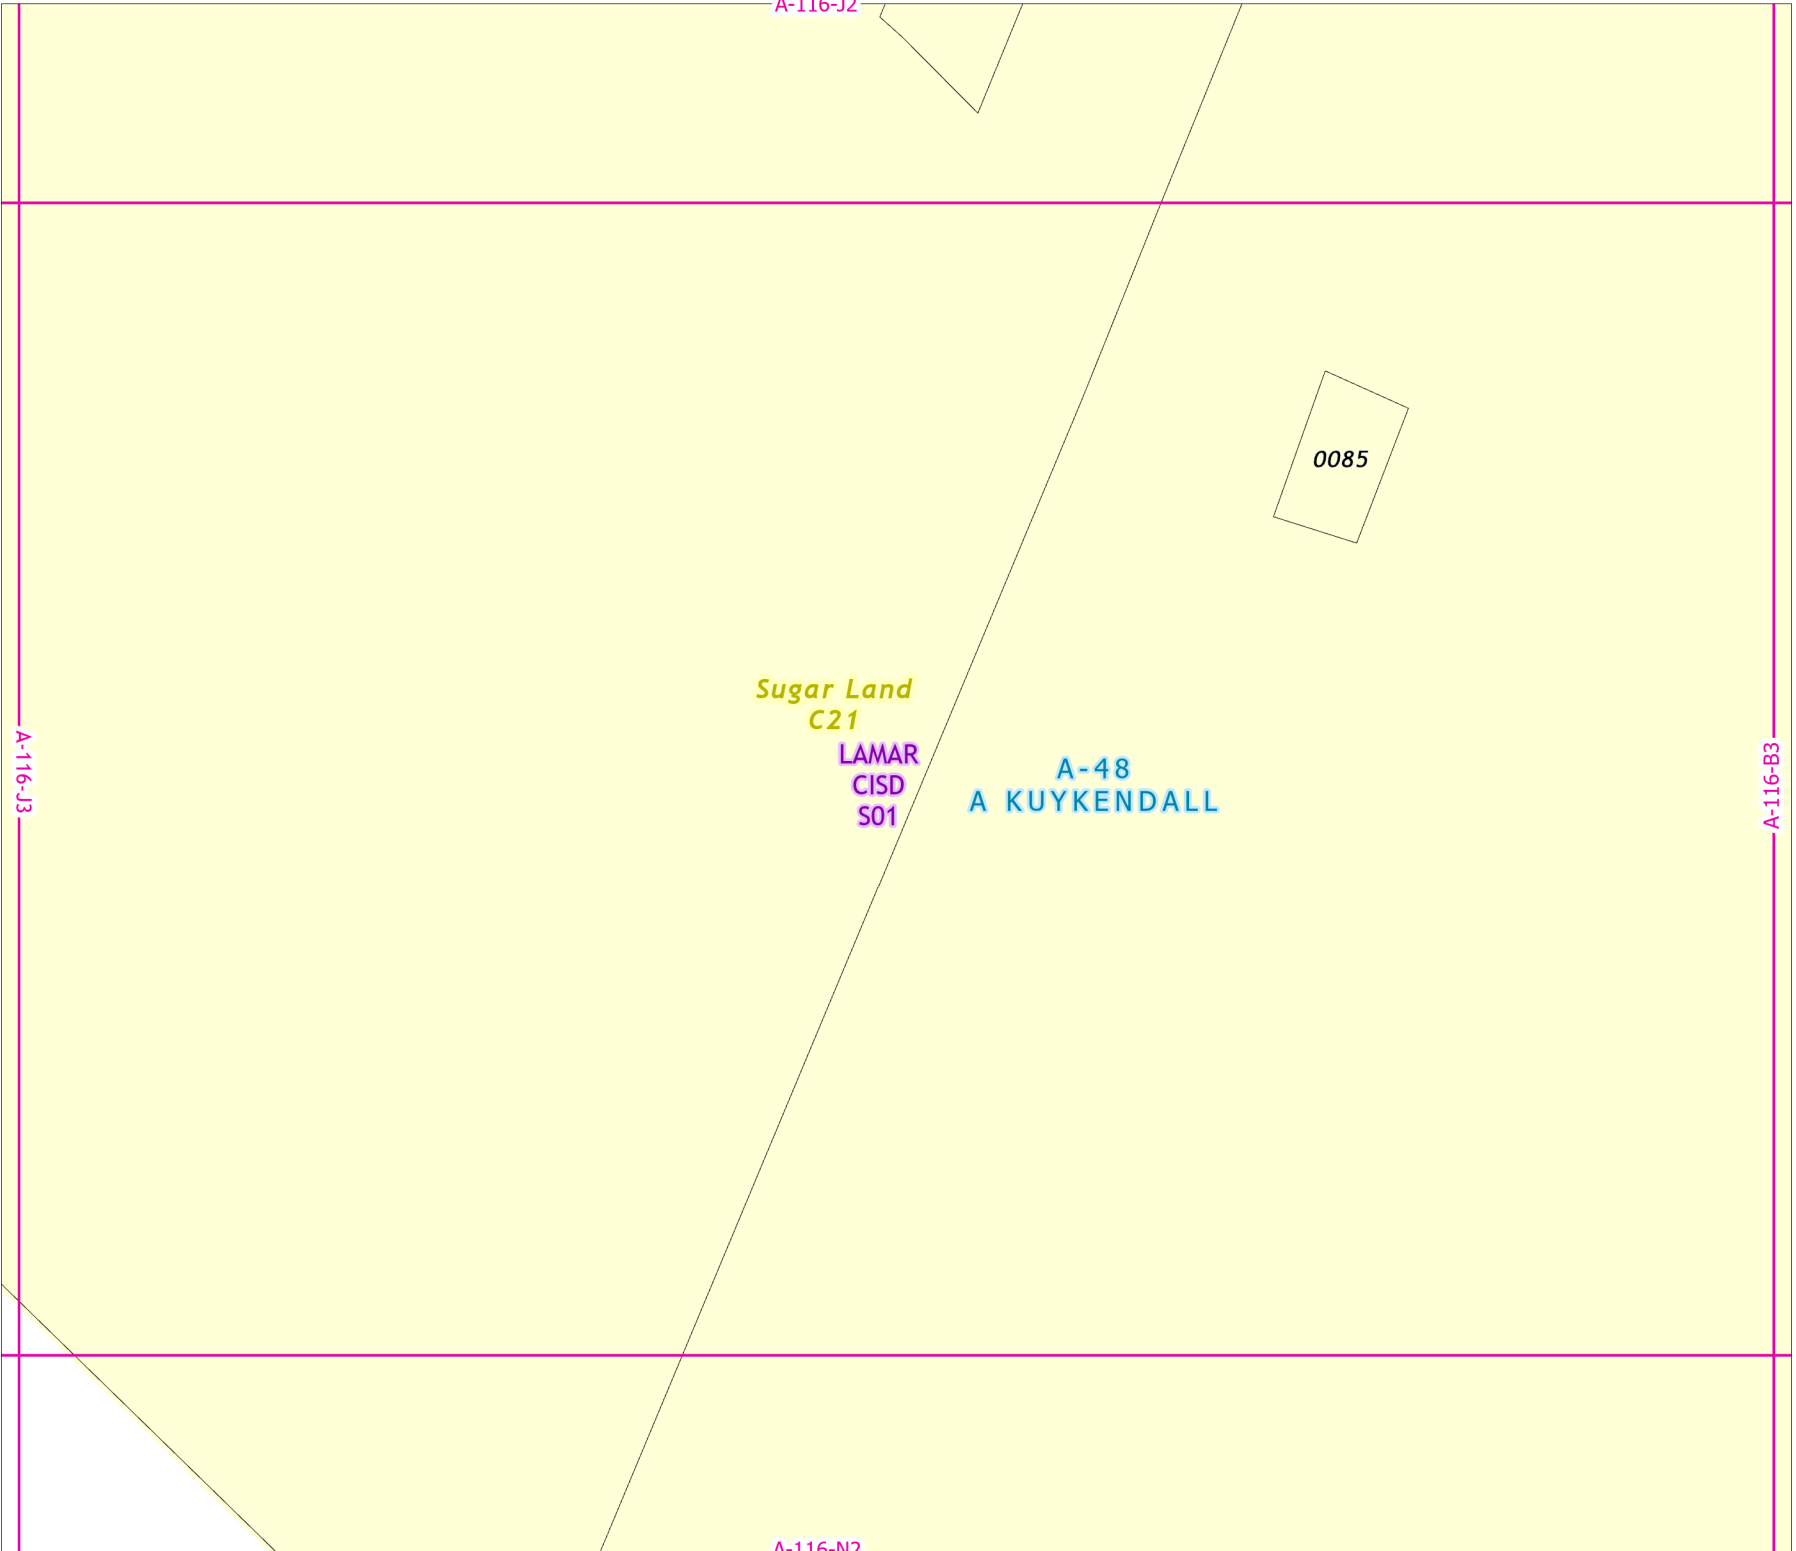 A-116-J2
0085
Sugar Land
C21
LAMAR
CISD
S01
A-48
A KUYKENDALL
A-116-J3
A-116-B3
A-116-N2